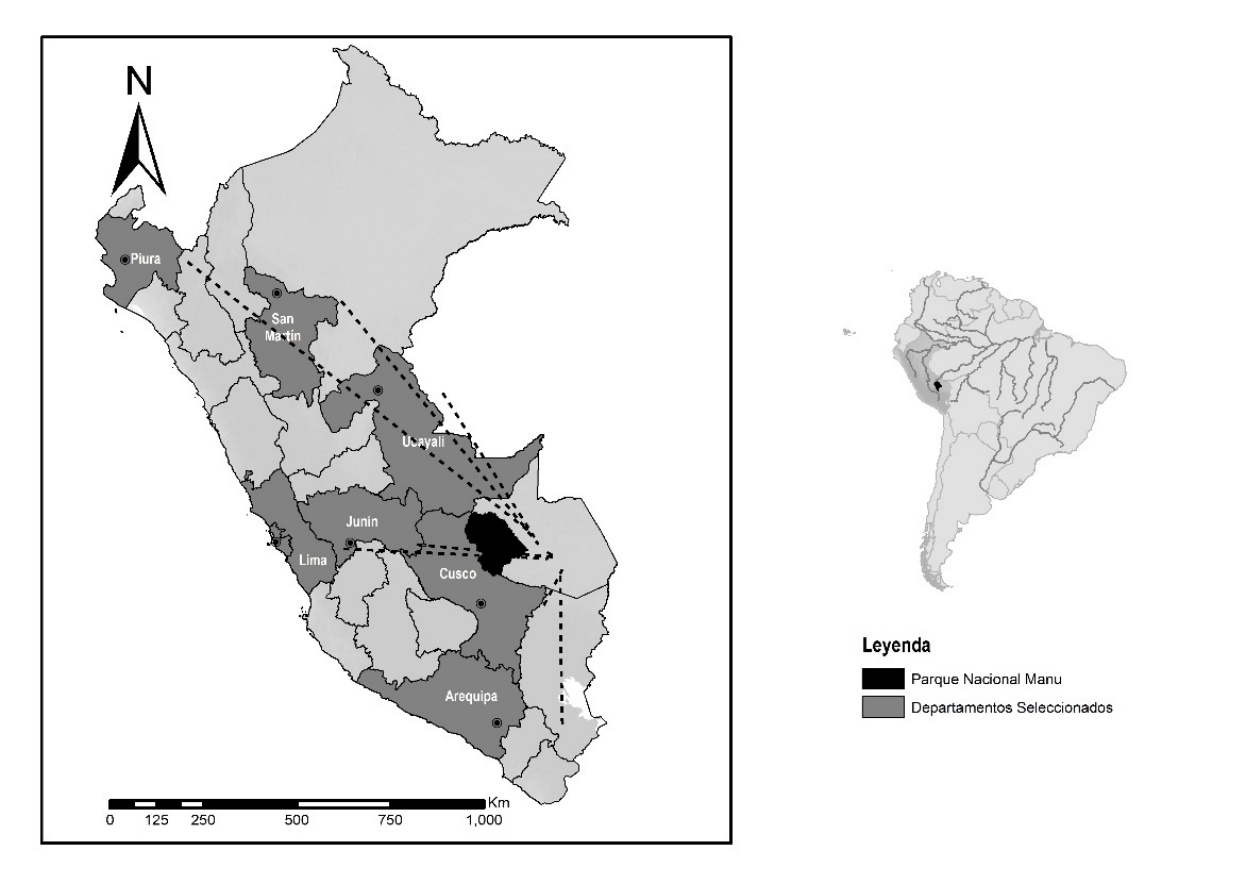 N
Piura
San
Martín
Ucayali
Junín
Lima
Cusco
Arequipa
Km
0 125 250 500 750 1,000
Leyenda
Parque Nacional Manu
Departamentos Seleccionados